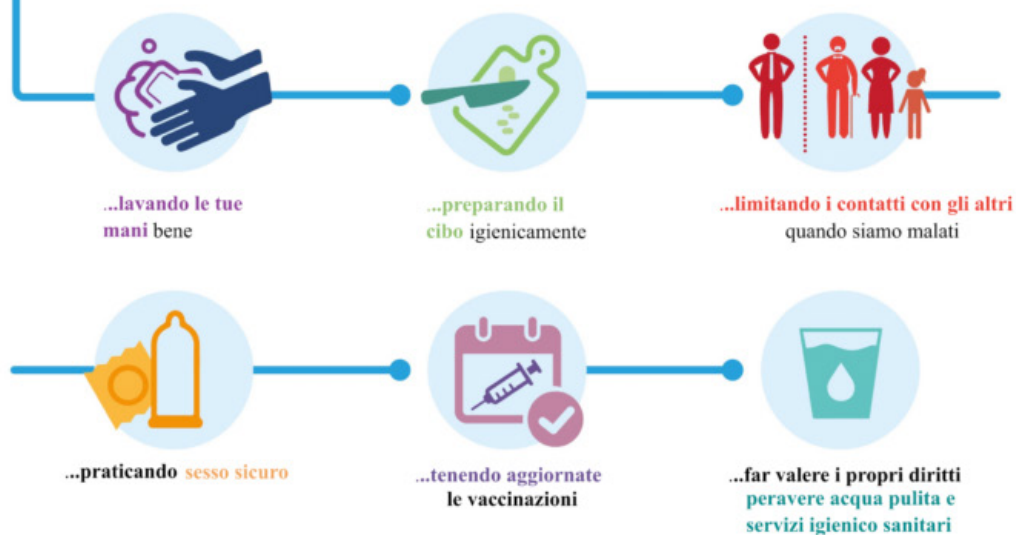 ...lavando le tue
mani bene
...preparando il
cibo igienicamente
...limitando i contatti con gli altri
quando siamo malati
...praticando sesso sicuro
...tenendo aggiornate
le vaccinazioni
...far valere i propri diritti
peravere acqua pulita e
servizi igienico sanitari